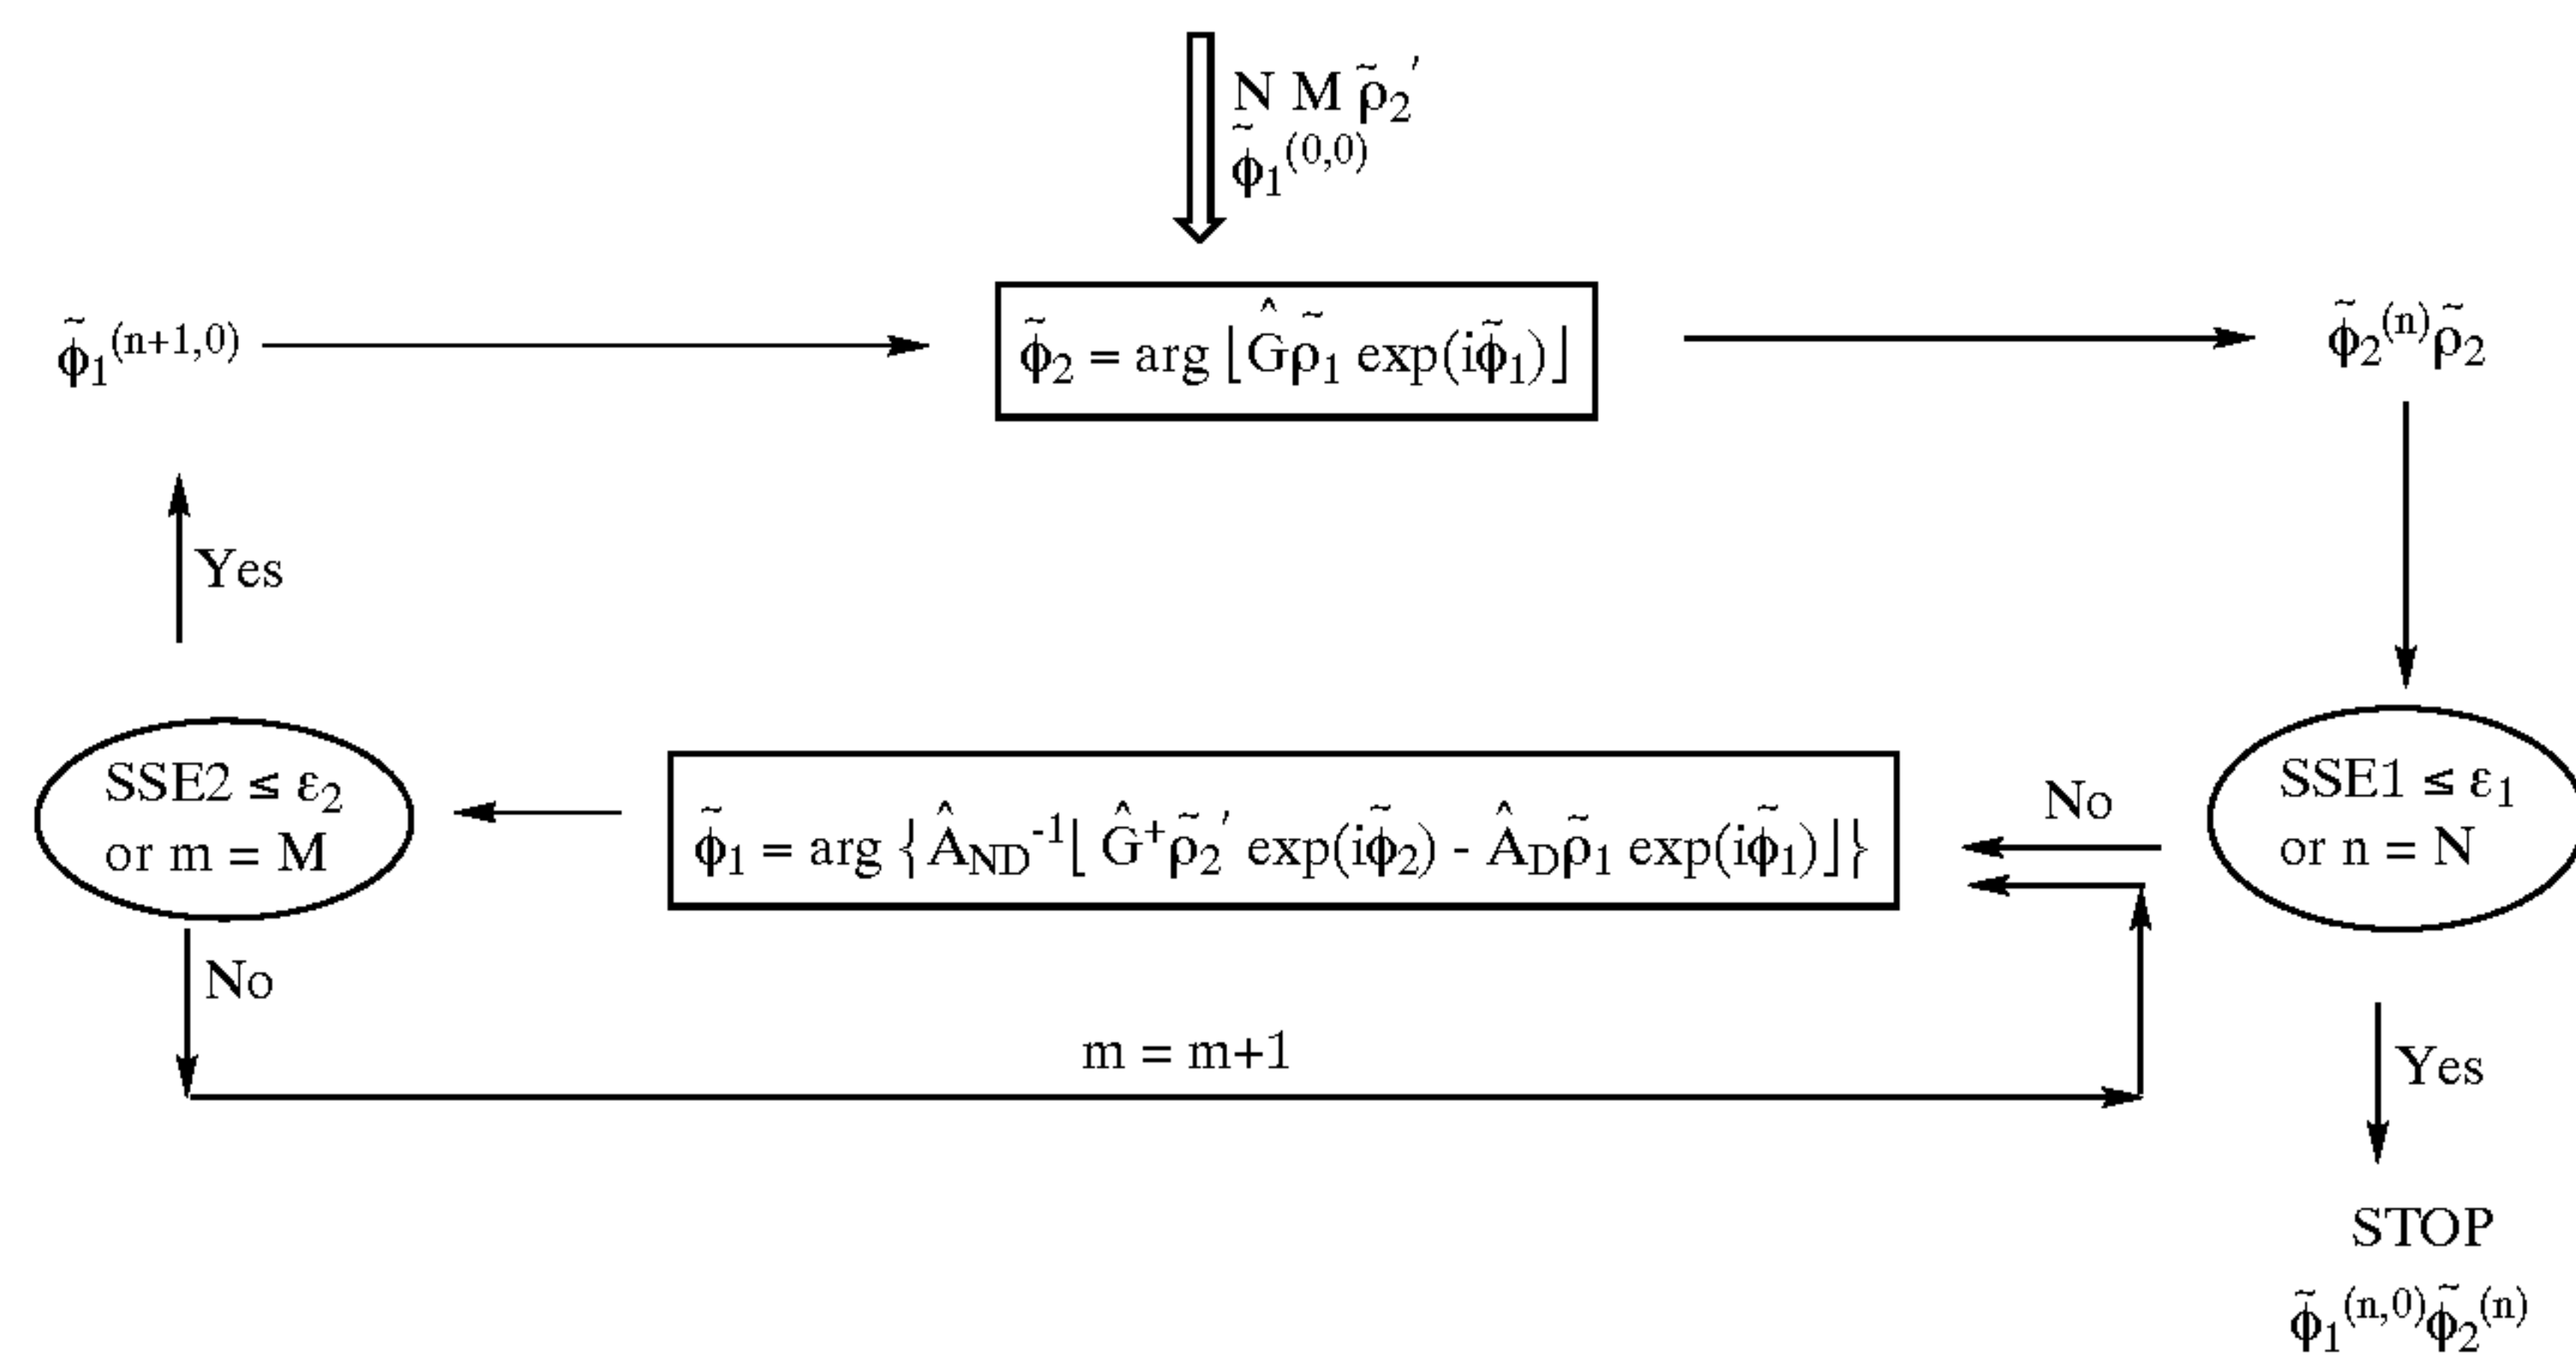 N M ρ̃₂′
ϕ̃₁⁽⁰,⁰⁾
ϕ̃₁⁽ⁿ⁺¹,⁰⁾
ϕ̃₂ = arg ⌊Ĝρ̃₁ exp(iϕ̃₁)⌋
ϕ̃₂⁽ⁿ⁾ρ̃₂
Yes
SSE2 ≤ ε₂
or m = M
ϕ̃₁ = arg {Â_ND⁻¹⌊Ĝ⁺ρ̃₂′ exp(iϕ̃₂) - Â_Dρ̃₁ exp(iϕ̃₁)⌋}
No
SSE1 ≤ ε₁
or n = N
No
m = m+1
Yes
STOP
ϕ̃₁⁽ⁿ,⁰⁾ϕ̃₂⁽ⁿ⁾